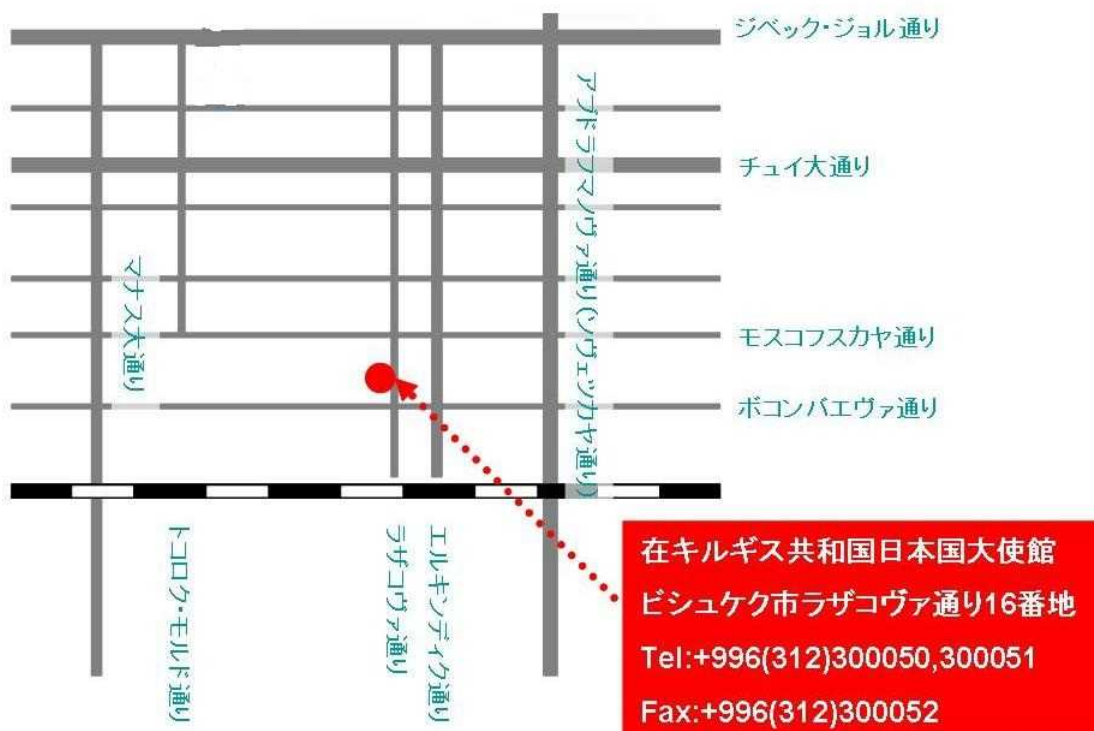 ジベック・ジョル通り
チュイ大通り
アブドラフマノヴァ通り(ソヴェツカヤ通り)
マナス大通り
モスコフスカヤ通り
ボコンバエヴァ通り
トコロク・モルド通り
ラザコヴァ通り
エルキンディク通り
在キルギス共和国日本国大使館
ビシュケク市ラザコヴァ通り16番地
Tel:+996(312)300050,300051
Fax:+996(312)300052